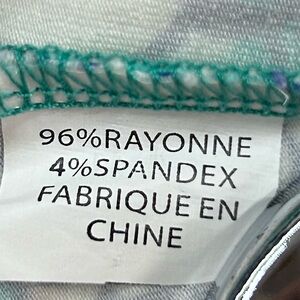 96%RAYONNE
4%SPANDEX
FABRIQUE EN
CHINE